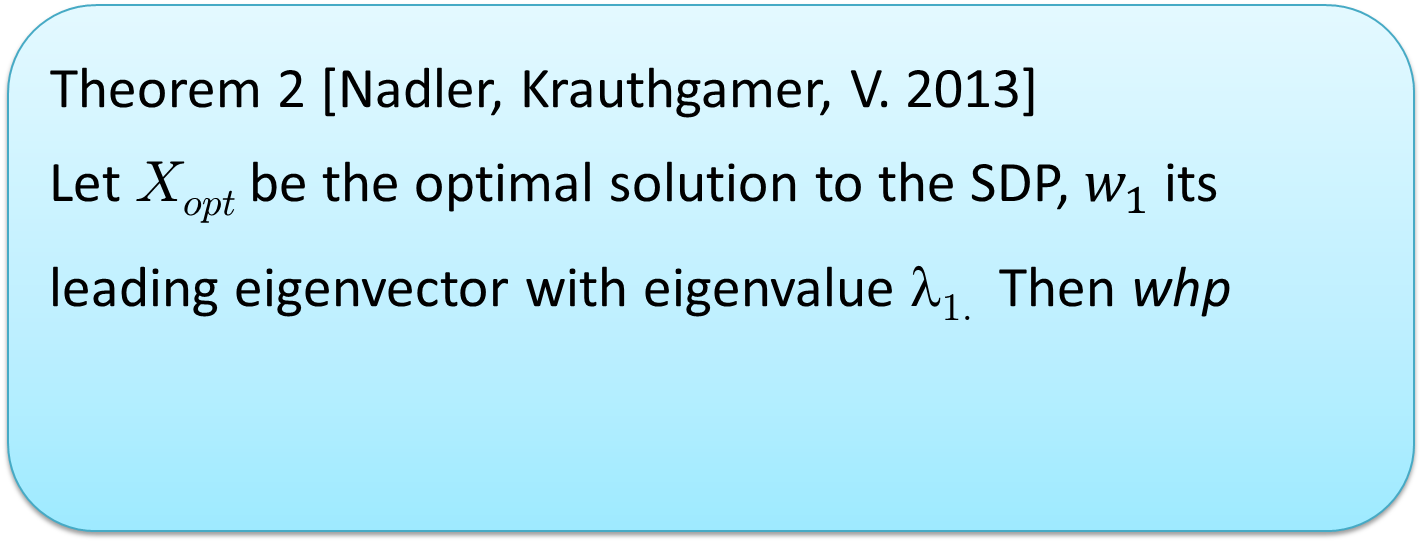 Theorem 2 [Nadler, Krauthgamer, V. 2013]
Let X_opt be the optimal solution to the SDP, w₁ its
leading eigenvector with eigenvalue λ₁. Then whp